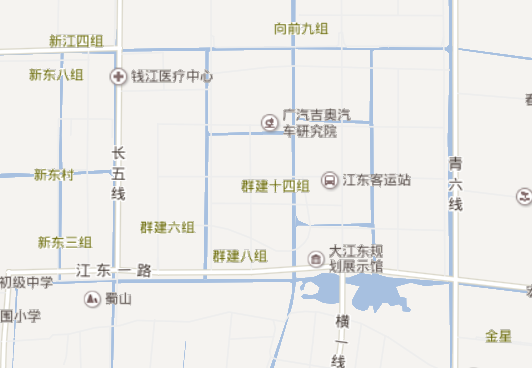 向前九组
新江四组
新东八组
钱江医疗中心
广汽吉奥汽
车研究院
长五线
青六线
新东村
群建十四组
江东客运站
群建六组
新东三组
群建八组
大江东规
划展示馆
江东一路
初级中学
蜀山
围小学
横一线
金星